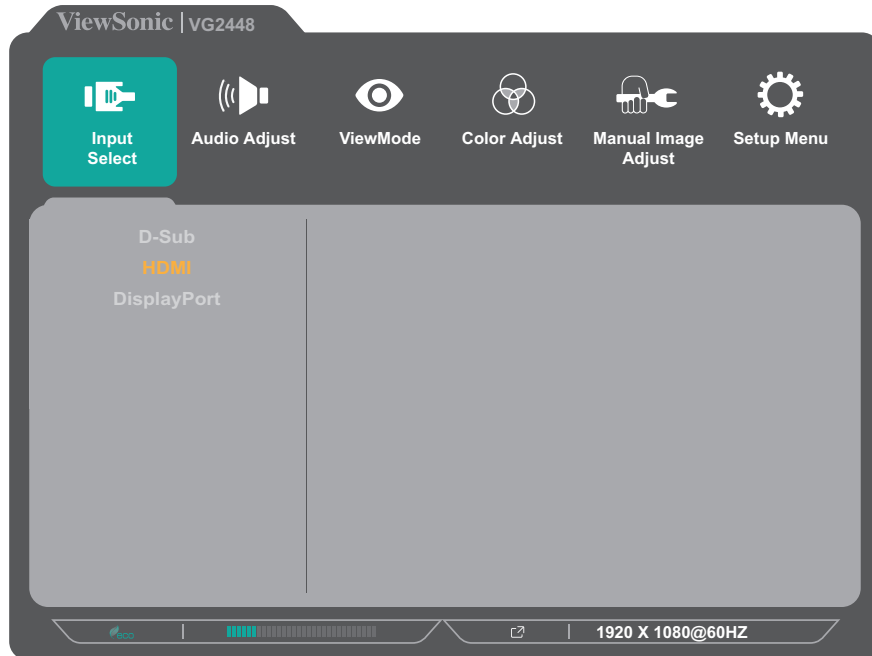 ViewSonic | VG2448
Input
Select
Audio Adjust
ViewMode
Color Adjust
Manual Image
Adjust
Setup Menu
D-Sub
HDMI
DisplayPort
eco
1920 X 1080@60HZ